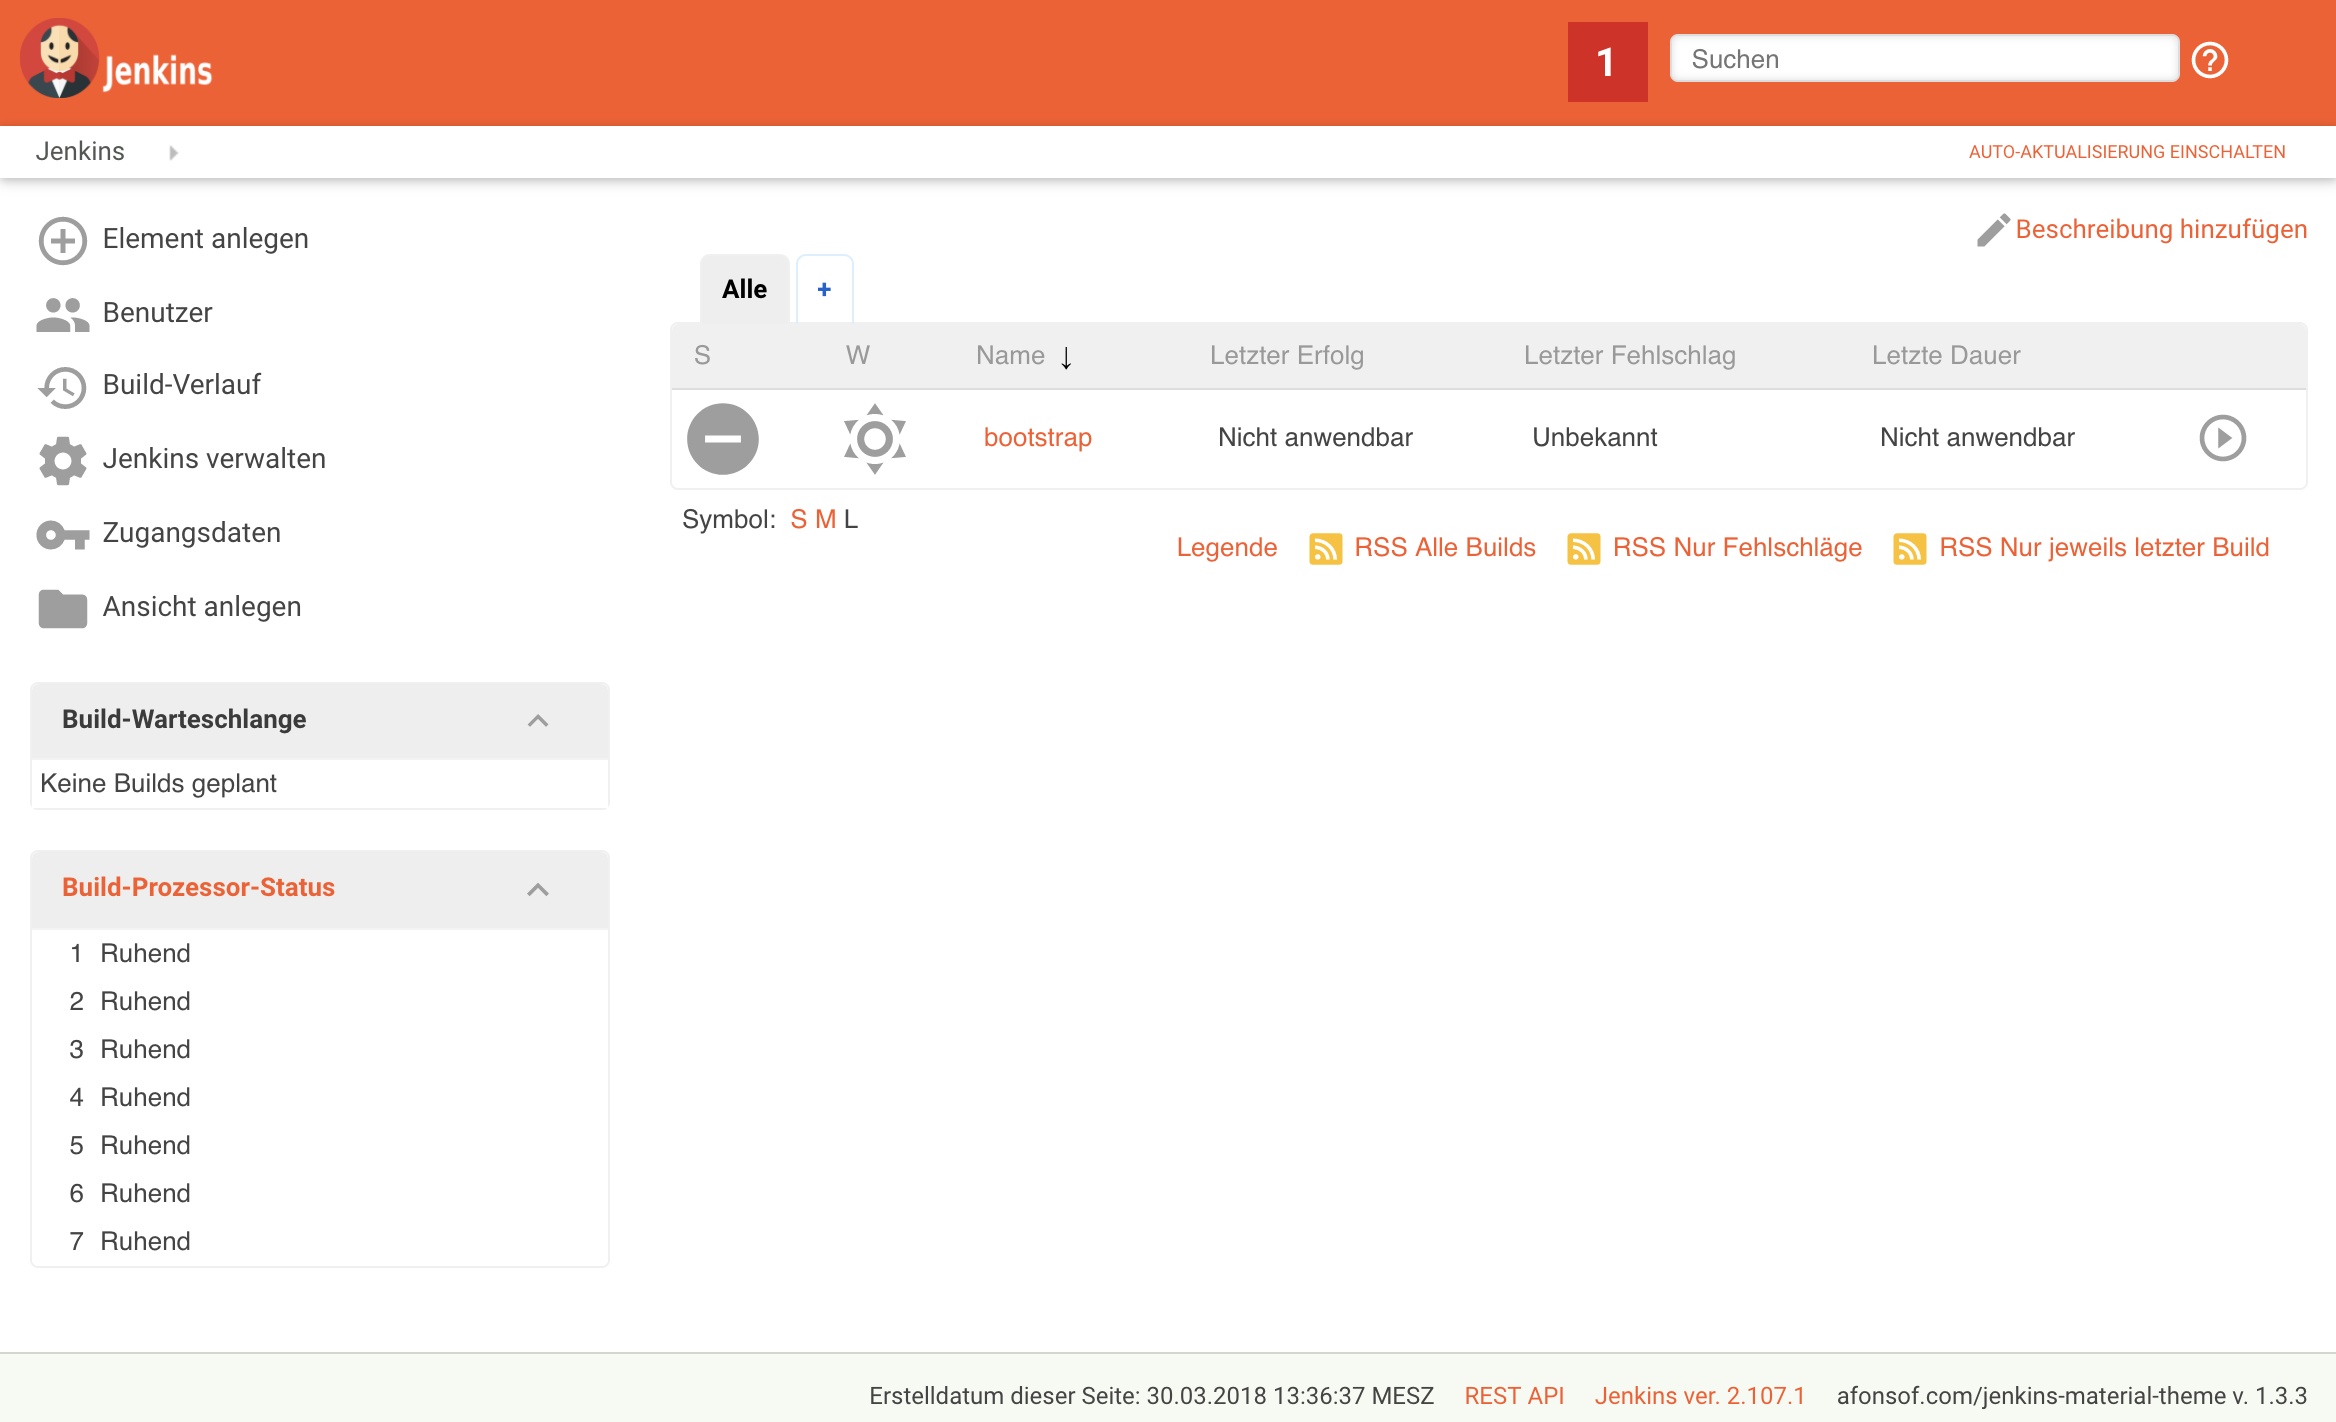 Jenkins
1
Suchen
Jenkins
AUTO-AKTUALISIERUNG EINSCHALTEN
Element anlegen
Benutzer
Build-Verlauf
Jenkins verwalten
Zugangsdaten
Ansicht anlegen
Build-Warteschlange
Keine Builds geplant
Build-Prozessor-Status
1 Ruhend
2 Ruhend
3 Ruhend
4 Ruhend
5 Ruhend
6 Ruhend
7 Ruhend
Beschreibung hinzufügen
Alle +
S W Name ↓ Letzter Erfolg Letzter Fehlschlag Letzte Dauer
bootstrap Nicht anwendbar Unbekannt Nicht anwendbar
Symbol: S M L
Legende RSS Alle Builds RSS Nur Fehlschläge RSS Nur jeweils letzter Build
Erstelldatum dieser Seite: 30.03.2018 13:36:37 MESZ REST API Jenkins ver. 2.107.1 afonsof.com/jenkins-material-theme v. 1.3.3